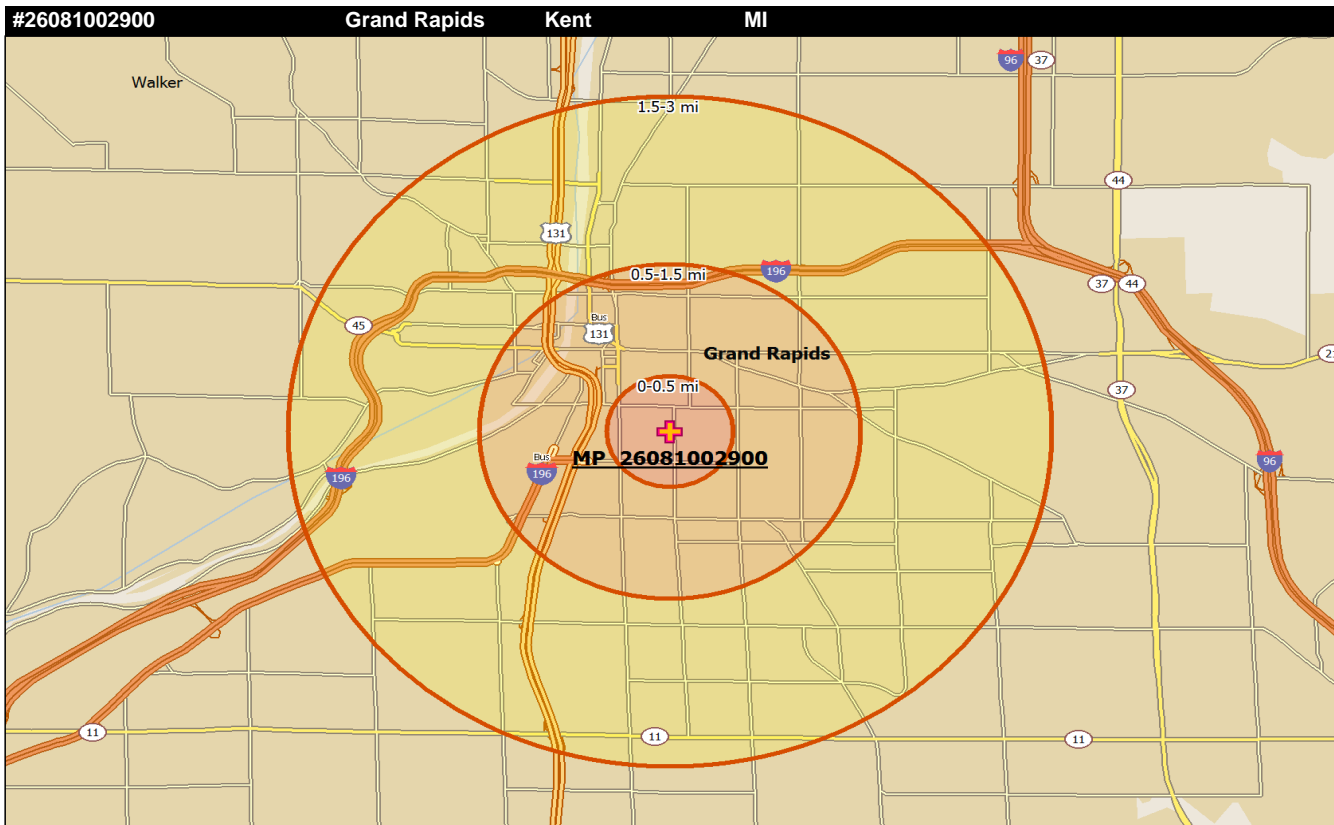 #26081002900 Grand Rapids Kent MI
96 37
Walker
1.5-3 mi
44
131
0.5-1.5 mi
196
37 44
45
Bus
131
Grand Rapids
0-0.5 mi
37
MP 26081002900
Bus
196
196
96
11
11
11